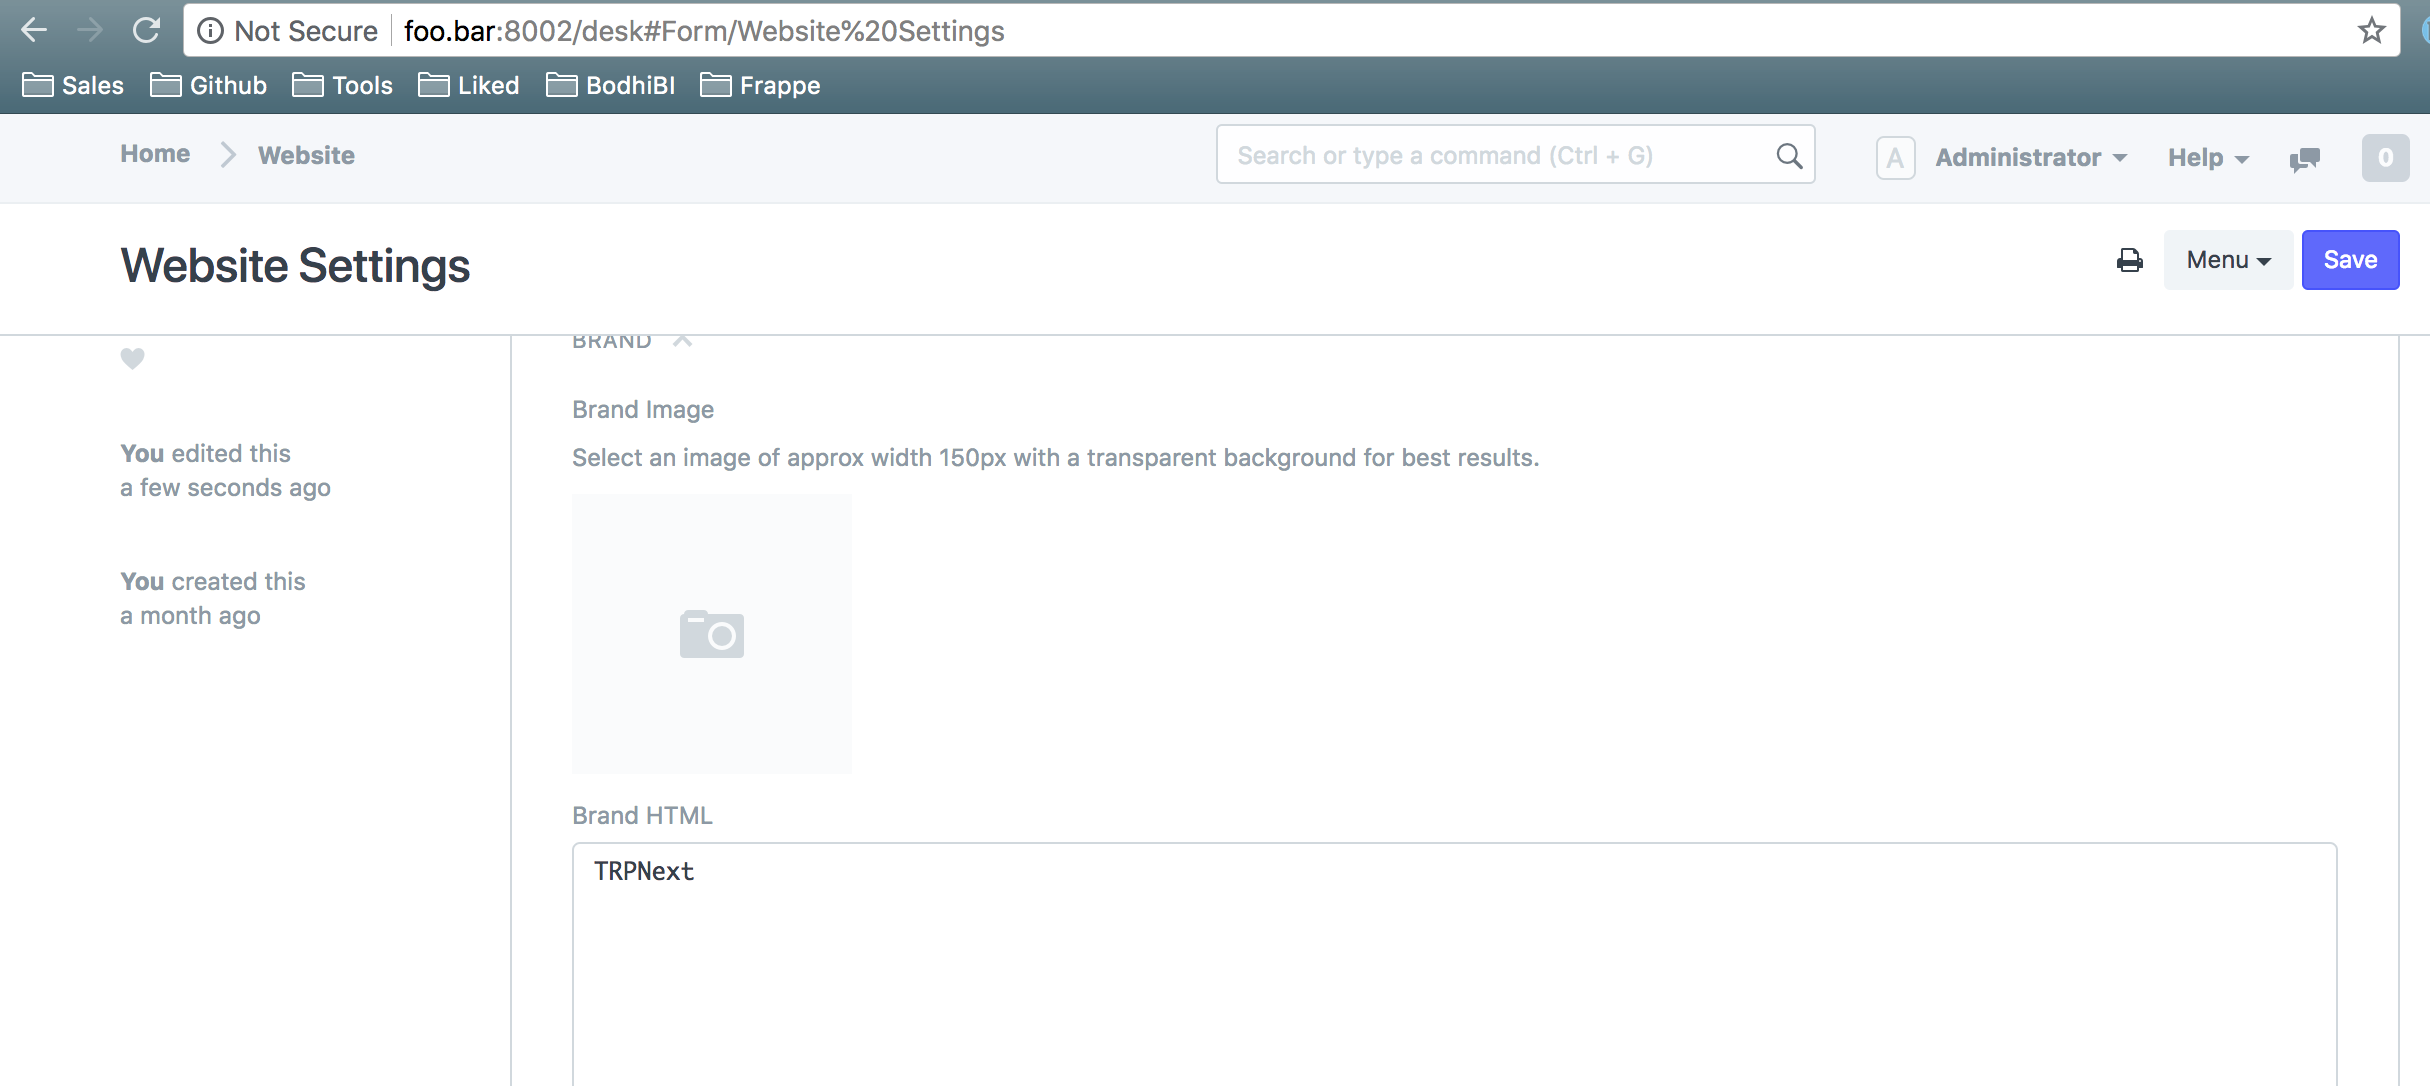 Not Secure foo.bar:8002/desk#Form/Website%20Settings
Sales Github Tools Liked BodhiBI Frappe
Home Website Search or type a command (Ctrl + G) A Administrator Help 0
Website Settings Menu Save
BRAND
Brand Image
Select an image of approx width 150px with a transparent background for best results.
You edited this
a few seconds ago
You created this
a month ago
Brand HTML
TRPNext